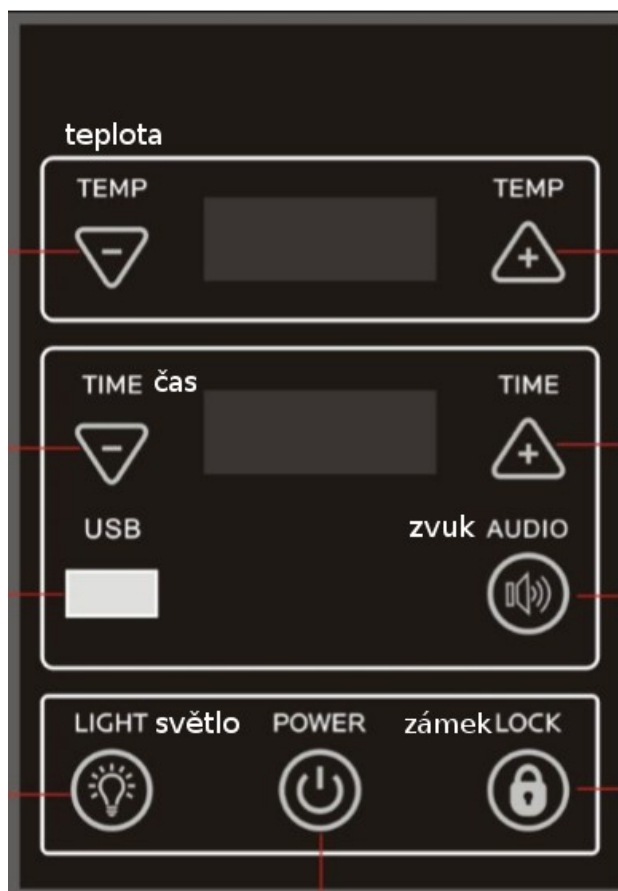 teplota
TEMP TEMP
- +
TIME čas TIME
- +
USB zvuk AUDIO
LIGHT světlo POWER zámek LOCK